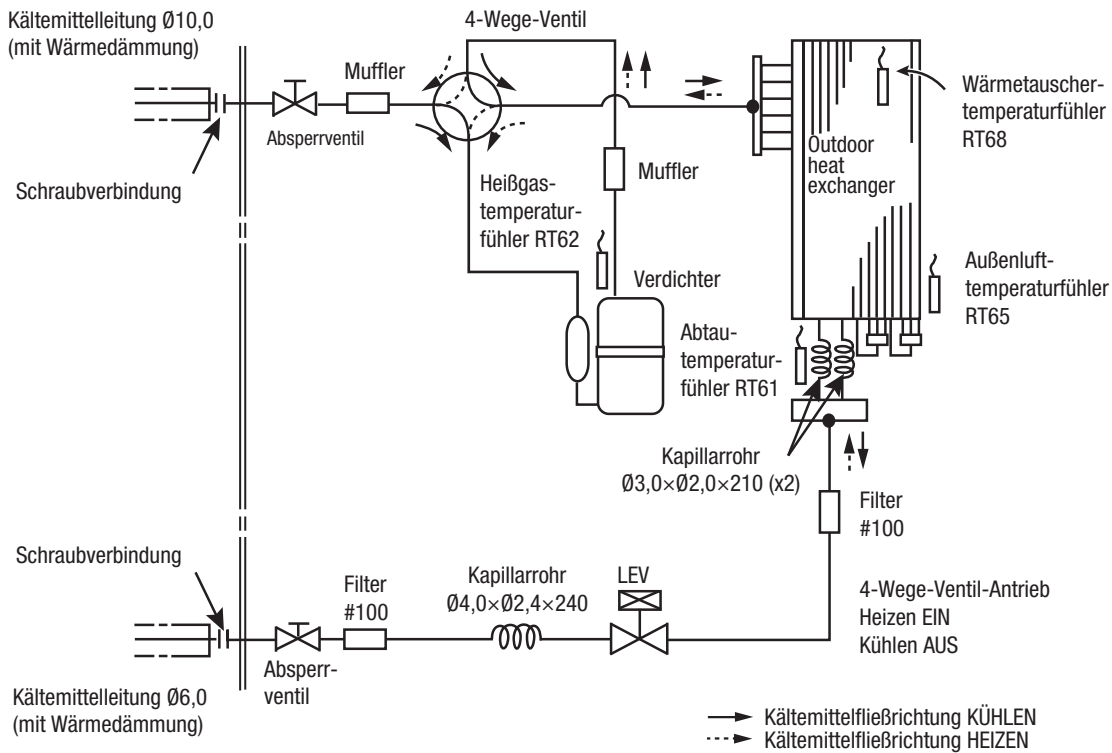 Kältemittelleitung Ø10,0
(mit Wärmedämmung)
4-Wege-Ventil
Muffler
Absperrventil
Schraubverbindung
Heißgas-
temperatur-
fühler RT62
Muffler
Verdichter
Outdoor
heat
exchanger
Wärmetauscher-
temperaturfühler
RT68
Außenluft-
temperaturfühler
RT65
Abtau-
temperatur-
fühler RT61
Kapillarrohr
Ø3,0×Ø2,0×210 (x2)
Filter
#100
Schraubverbindung
Filter
#100
Kapillarrohr
Ø4,0×Ø2,4×240
LEV
4-Wege-Ventil-Antrieb
Heizen EIN
Kühlen AUS
Absperr-
ventil
Kältemittelleitung Ø6,0
(mit Wärmedämmung)
Kältemittelfließrichtung KÜHLEN
Kältemittelfließrichtung HEIZEN